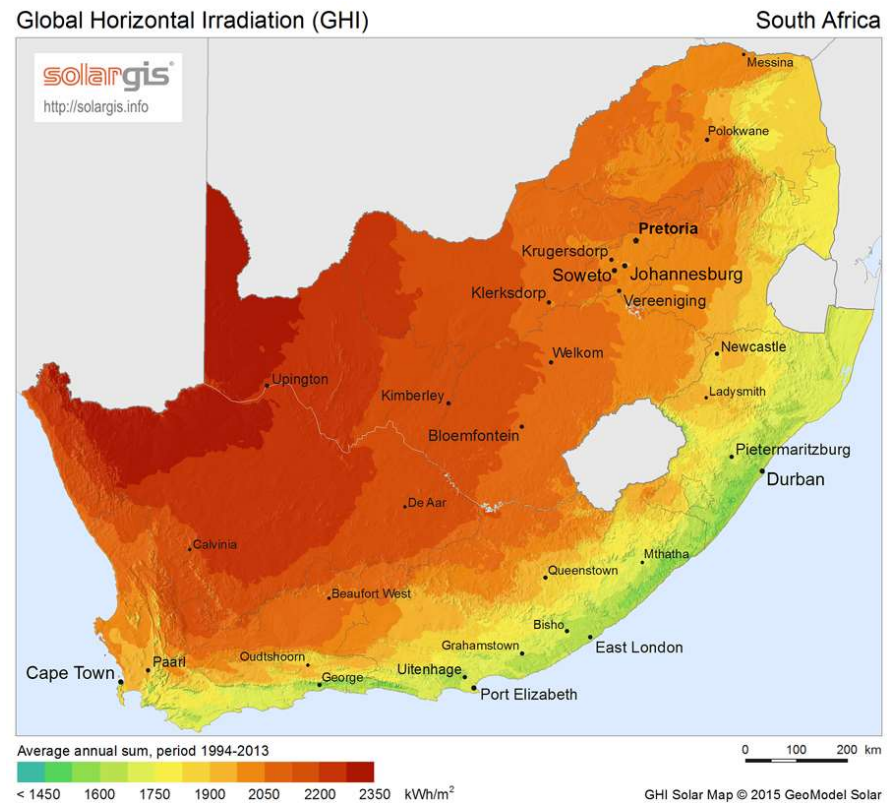 Global Horizontal Irradiation (GHI)
South Africa
solargis
http://solargis.info
Messina
Polokwane
Pretoria
Krugersdorp
Soweto
Johannesburg
Klerksdorp
Vereeniging
Welkom
Newcastle
Upington
Kimberley
Ladysmith
Bloemfontein
Pietermaritzburg
Durban
De Aar
Calvinia
Mthatha
Queenstown
Beaufort West
Bisho
Grahamstown
East London
Oudtshoorn
Paarl
Cape Town
George
Uitenhage
Port Elizabeth
Average annual sum, period 1994-2013
< 1450 1600 1750 1900 2050 2200 2350 kWh/m²
0 100 200 km
GHI Solar Map © 2015 GeoModel Solar